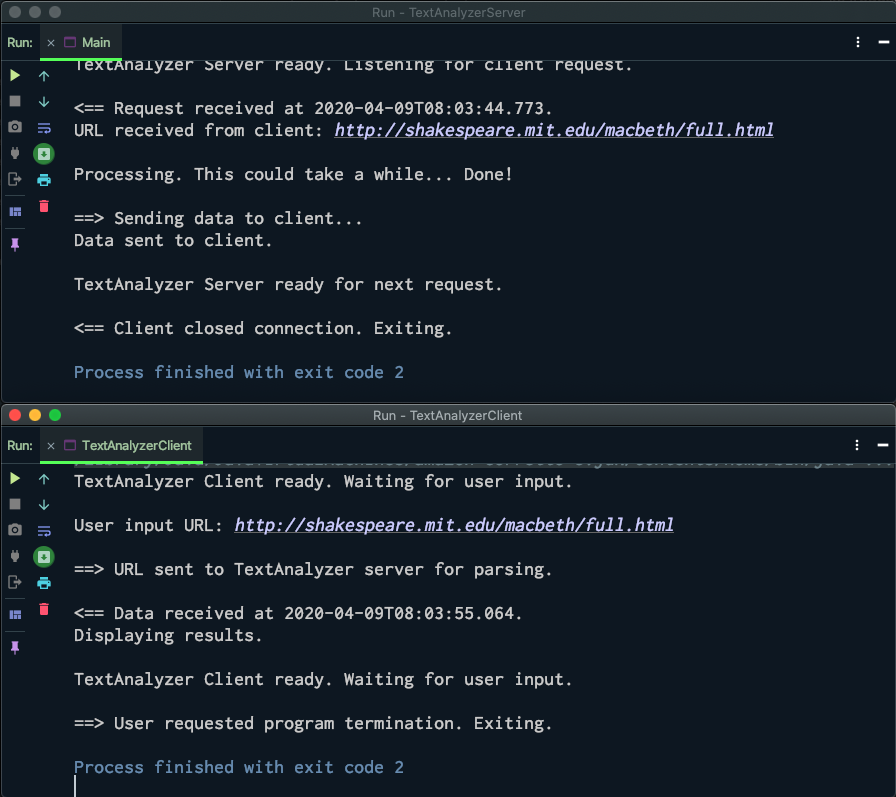 Run - TextAnalyzerServer
Run: × Main
TextAnalyzer Server ready. Listening for client request.
<== Request received at 2020-04-09T08:03:44.773.
URL received from client: http://shakespeare.mit.edu/macbeth/full.html
Processing. This could take a while... Done!
==> Sending data to client...
Data sent to client.
TextAnalyzer Server ready for next request.
<== Client closed connection. Exiting.
Process finished with exit code 2
Run - TextAnalyzerClient
Run: × TextAnalyzerClient
TextAnalyzer Client ready. Waiting for user input.
User input URL: http://shakespeare.mit.edu/macbeth/full.html
==> URL sent to TextAnalyzer server for parsing.
<== Data received at 2020-04-09T08:03:55.064.
Displaying results.
TextAnalyzer Client ready. Waiting for user input.
==> User requested program termination. Exiting.
Process finished with exit code 2